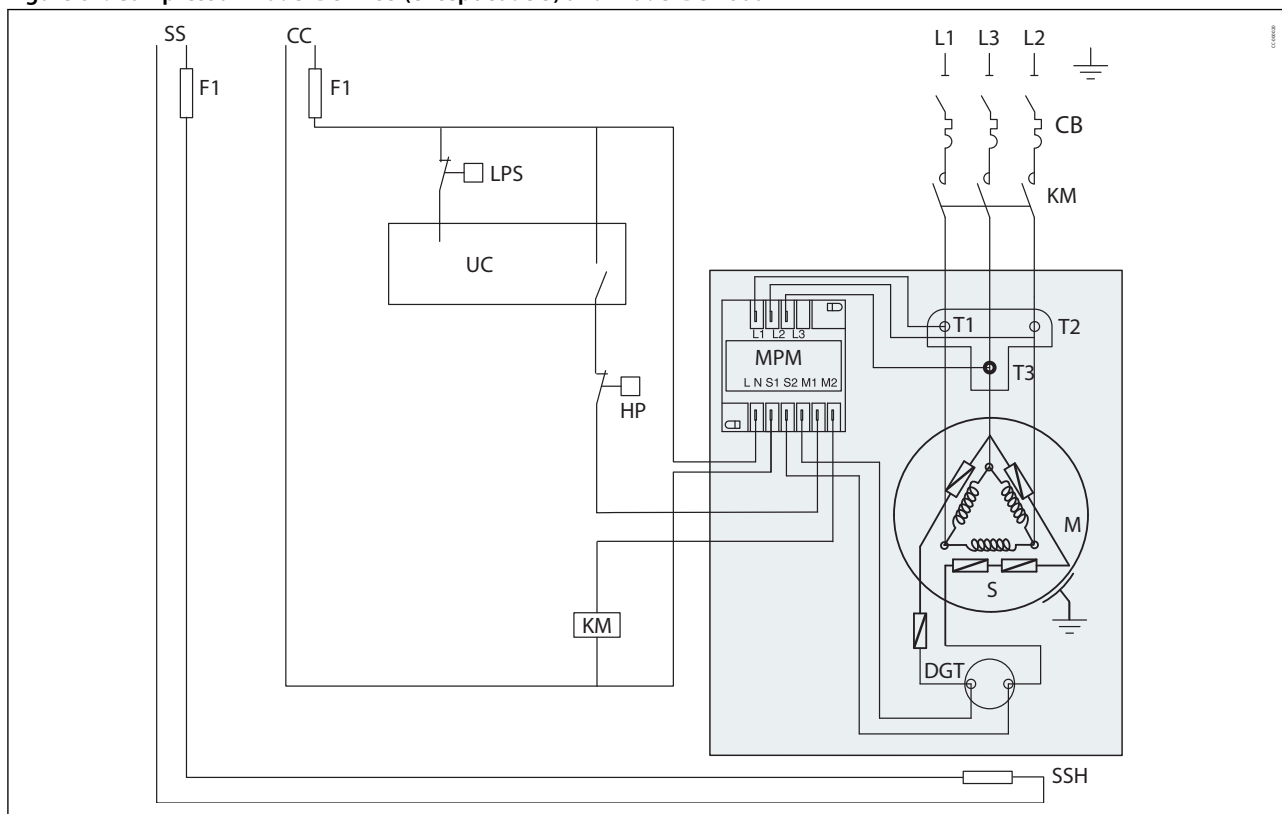 SS
CC
L1 L3 L2
F1
F1
CB
LPS
KM
UC
T1
T2
L1 L2 L3
MPM
T3
L N S1 S2 M1 M2
HP
M
S
KM
DGT
SSH